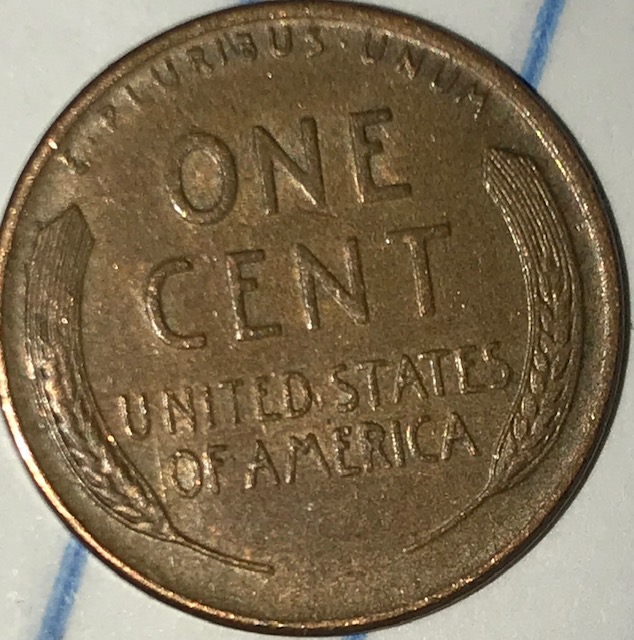 E·PLURIBUS·UNUM
ONE
CENT
UNITED STATES
OF AMERICA